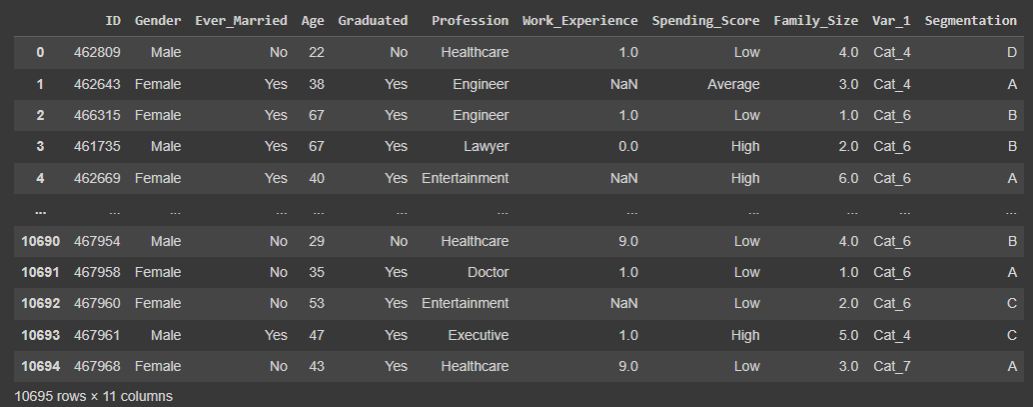 ID Gender Ever_Married Age Graduated Profession Work_Experience Spending_Score Family_Size Var_1 Segmentation
0 462809 Male No 22 No Healthcare 1.0 Low 4.0 Cat_4 D
1 462643 Female Yes 38 Yes Engineer NaN Average 3.0 Cat_4 A
2 466315 Female Yes 67 Yes Engineer 1.0 Low 1.0 Cat_6 B
3 461735 Male Yes 67 Yes Lawyer 0.0 High 2.0 Cat_6 B
4 462669 Female Yes 40 Yes Entertainment NaN High 6.0 Cat_6 A
... ... ... ... ... ... ... ... ... ... ... ...
10690 467954 Male No 29 No Healthcare 9.0 Low 4.0 Cat_6 B
10691 467958 Female No 35 Yes Doctor 1.0 Low 1.0 Cat_6 A
10692 467960 Female No 53 Yes Entertainment NaN Low 2.0 Cat_6 C
10693 467961 Male Yes 47 Yes Executive 1.0 High 5.0 Cat_4 C
10694 467968 Female No 43 Yes Healthcare 9.0 Low 3.0 Cat_7 A
10695 rows × 11 columns